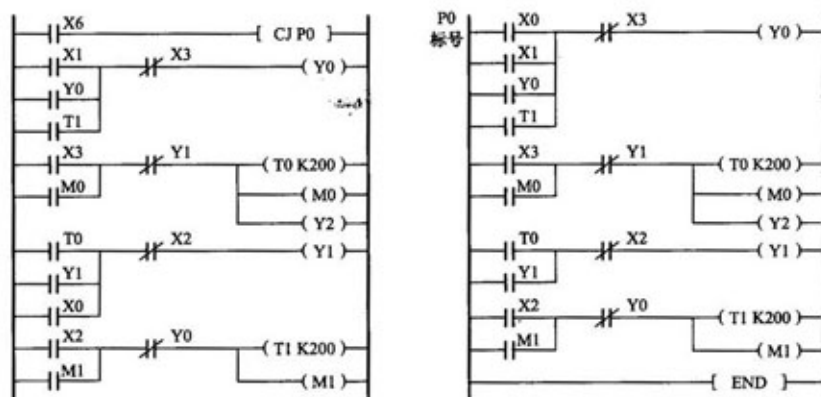 X6
CJ P0
X1 X3 Y0
Y0
T1
X3 Y1 T0 K200
M0 M0
Y2
T0 X2 Y1
Y1
X0
X2 Y0 T1 K200
M1 M1
P0
标号
X0 X3 Y0
X1
Y0
T1
X3 Y1 T0 K200
M0 M0
Y2
T0 X2 Y1
Y1
X2 Y0 T1 K200
M1 M1
END